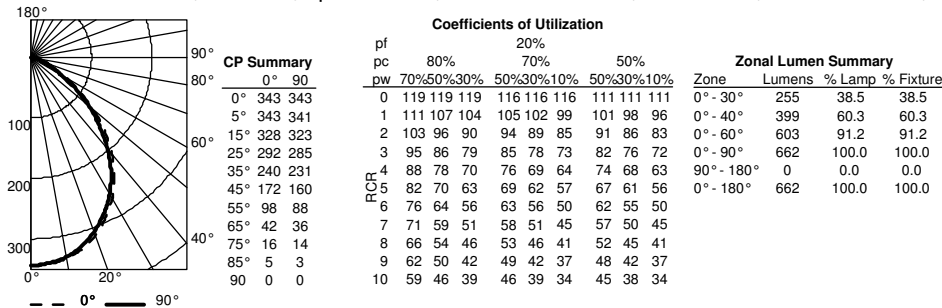 180°
90°
80°
60°
40°
100
200
300
0°
20°
0°
90°
CP Summary
0° 90
0° 343 343
5° 343 341
15° 328 323
25° 292 285
35° 240 231
45° 172 160
55° 98 88
65° 42 36
75° 16 14
85° 5 3
90 0 0
Coefficients of Utilization
pf 20%
pc 80% 70% 50%
pw 70%50%30% 50%30%10% 50%30%10%
RCR
0 119 119 119 116 116 116 111 111 111
1 111 107 104 105 102 99 101 98 96
2 103 96 90 94 89 85 91 86 83
3 95 86 79 85 78 73 82 76 72
4 88 78 70 76 69 64 74 68 63
5 82 70 63 69 62 57 67 61 56
6 76 64 56 63 56 50 62 55 50
7 71 59 51 58 51 45 57 50 45
8 66 54 46 53 46 41 52 45 41
9 62 50 42 49 42 37 48 42 37
10 59 46 39 46 39 34 45 38 34
Zonal Lumen Summary
Zone Lumens % Lamp % Fixture
0° - 30° 255 38.5 38.5
0° - 40° 399 60.3 60.3
0° - 60° 603 91.2 91.2
0° - 90° 662 100.0 100.0
90° - 180° 0 0.0 0.0
0° - 180° 662 100.0 100.0